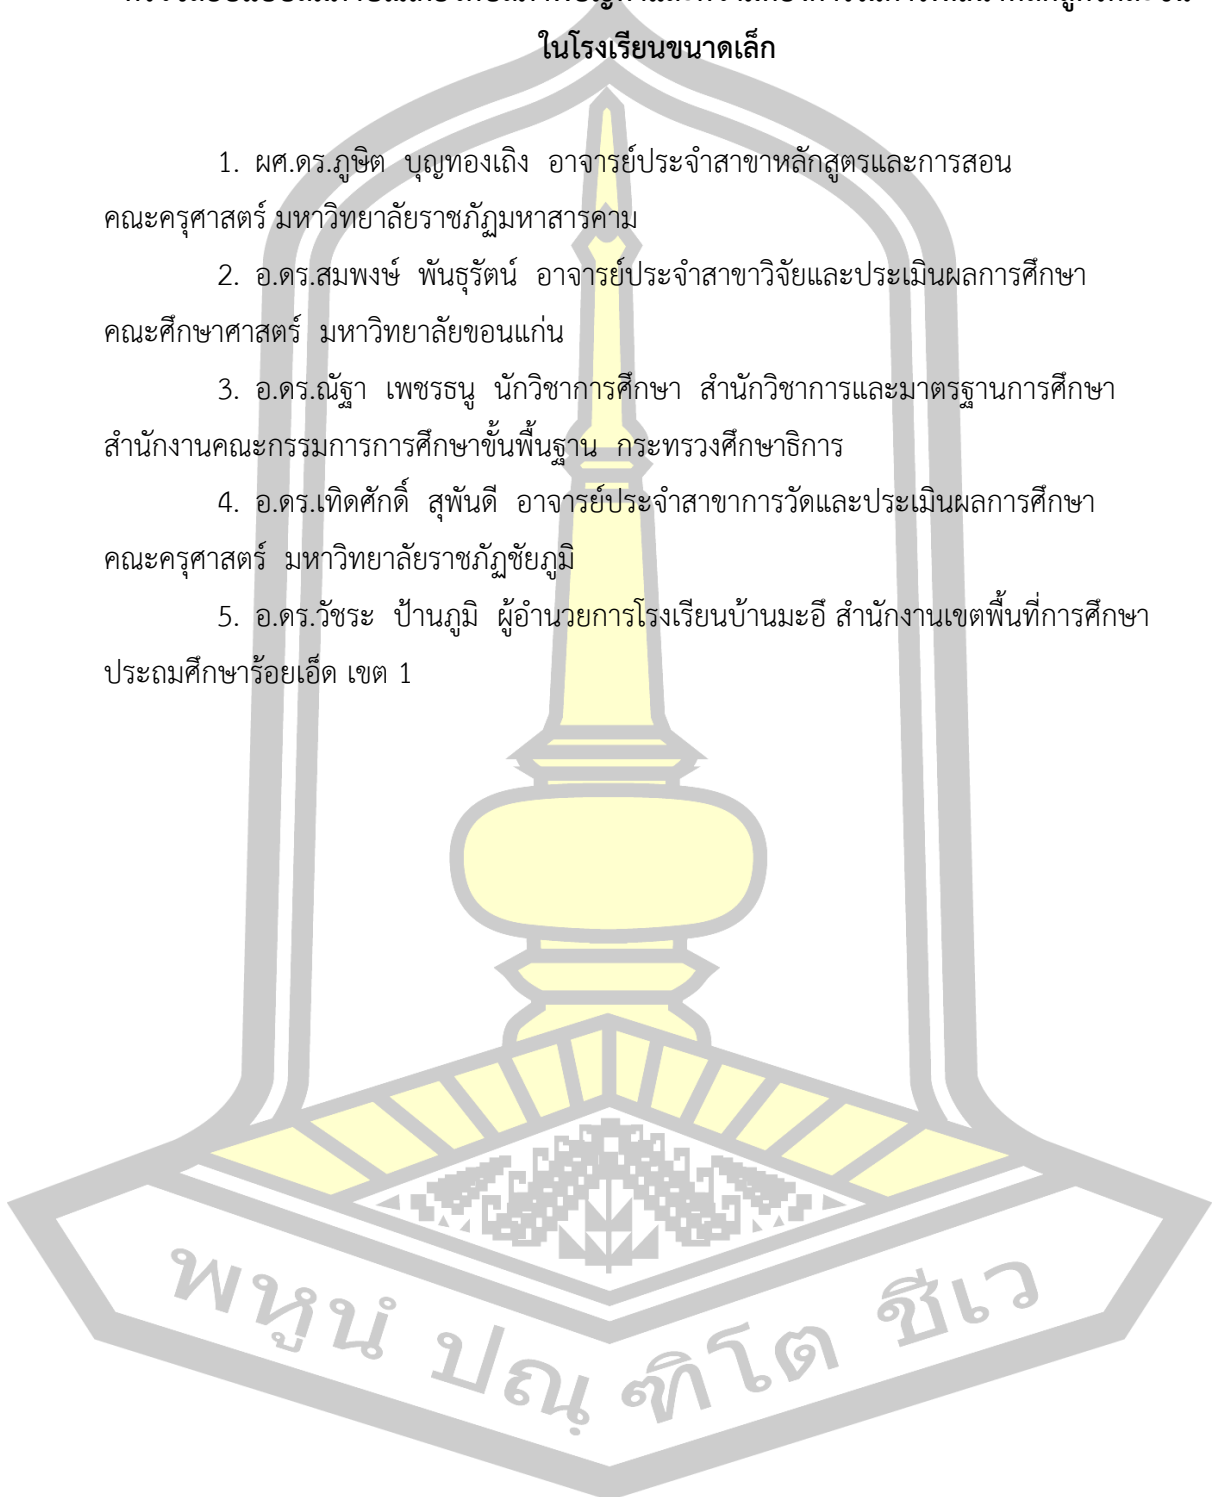 ในโรงเรียนขนาดเล็ก
1. ผศ.ดร.ภูษิต บุญทองเถิง อาจารย์ประจำสาขาหลักสูตรและการสอน
คณะครุศาสตร์ มหาวิทยาลัยราชภัฏมหาสารคาม
2. อ.ดร.สมพงษ์ พันธุรัตน์ อาจารย์ประจำสาขาวิจัยและประเมินผลการศึกษา
คณะศึกษาศาสตร์ มหาวิทยาลัยขอนแก่น
3. อ.ดร.ณัฐา เพชรธนู นักวิชาการศึกษา สำนักวิชาการและมาตรฐานการศึกษา
สำนักงานคณะกรรมการการศึกษาขั้นพื้นฐาน กระทรวงศึกษาธิการ
4. อ.ดร.เทิดศักดิ์ สุพันดี อาจารย์ประจำสาขาการวัดและประเมินผลการศึกษา
คณะครุศาสตร์ มหาวิทยาลัยราชภัฏชัยภูมิ
5. อ.ดร.วัชระ ป้านภูมิ ผู้อำนวยการโรงเรียนบ้านมะอึ สำนักงานเขตพื้นที่การศึกษา
ประถมศึกษาร้อยเอ็ด เขต 1
พหูนํ ปณฺ ฑิโต ชีเว